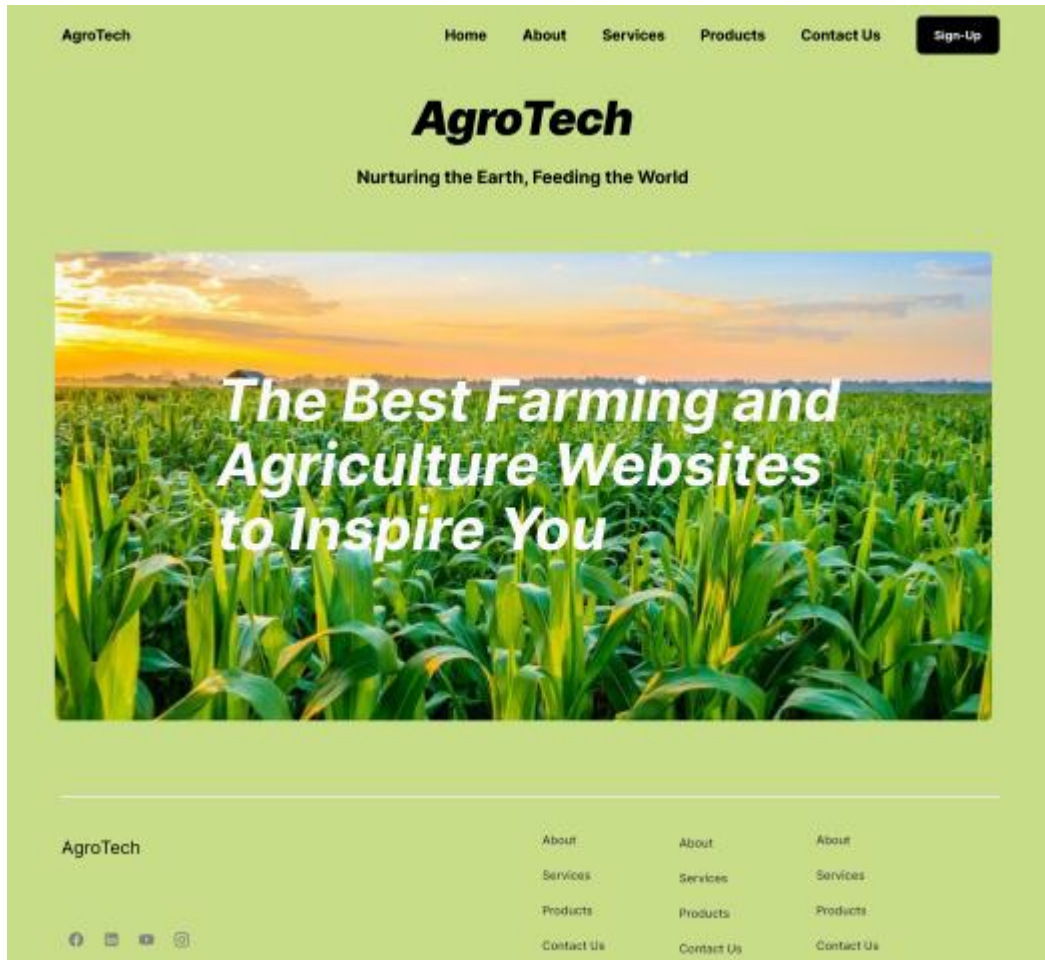 AgroTech
Home About Services Products Contact Us Sign-Up
AgroTech
Nurturing the Earth, Feeding the World
The Best Farming and
Agriculture Websites
to Inspire You
AgroTech
About About About
Services Services Services
Products Products Products
Contact Us Contact Us Contact Us